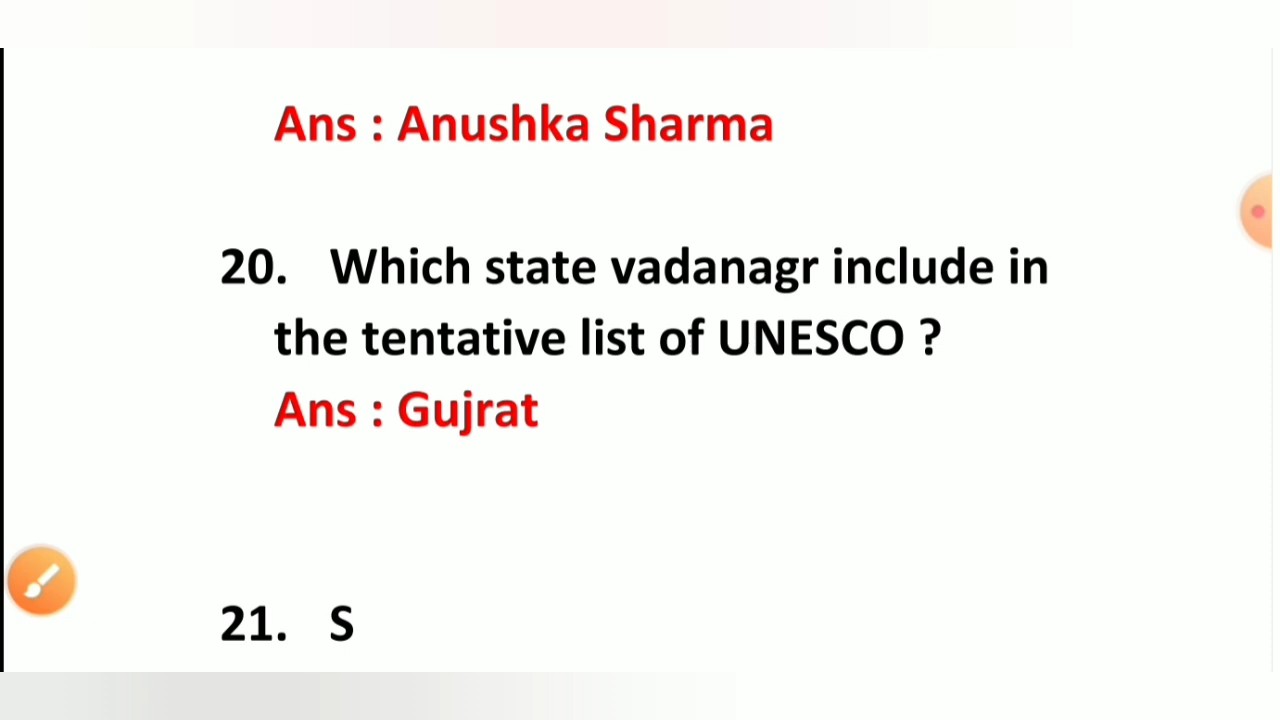 Ans : Anushka Sharma
20. Which state vadanagr include in
the tentative list of UNESCO ?
Ans : Gujrat
21. S